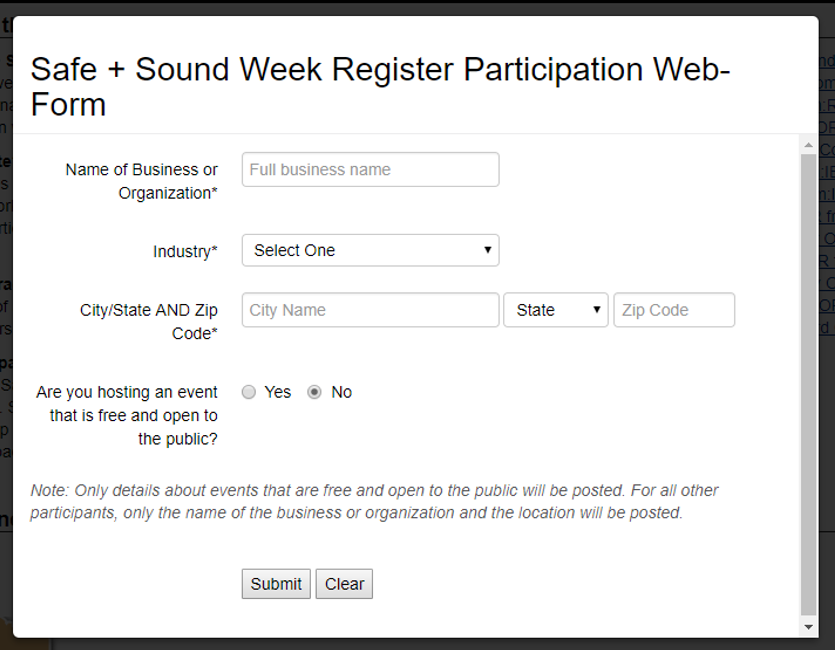 Safe + Sound Week Register Participation Web-
Form
Name of Business or
Organization*
Full business name
Industry*
Select One
City/State AND Zip
Code*
City Name
State
Zip Code
Are you hosting an event
that is free and open to
the public?
Yes
No
Note: Only details about events that are free and open to the public will be posted. For all other
participants, only the name of the business or organization and the location will be posted.
Submit
Clear